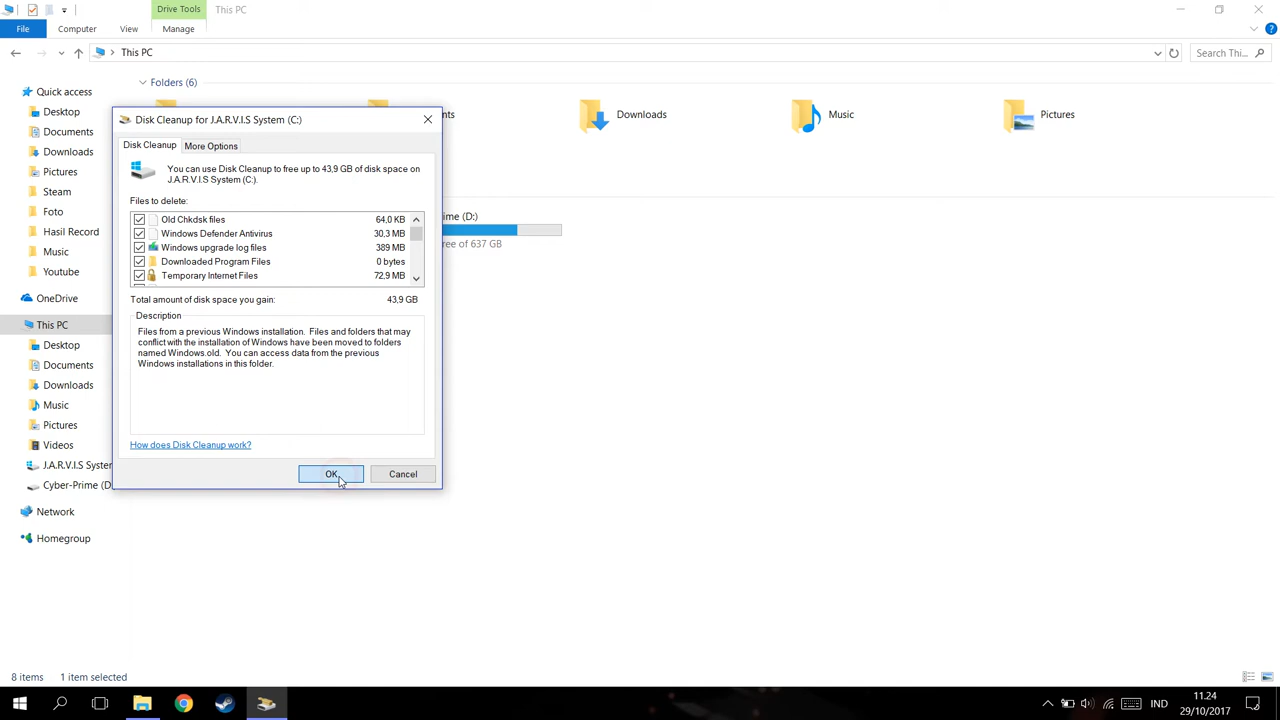 Drive Tools
This PC
File
Computer
View
Manage
This PC
Search Thi...
Quick access
Desktop
Documents
Downloads
Pictures
Steam
Foto
Hasil Record
Music
Youtube
OneDrive
This PC
Desktop
Documents
Downloads
Music
Pictures
Videos
J.A.R.V.I.S Syster
Cyber-Prime (D
Network
Homegroup
Folders (6)
nts
Downloads
Music
Pictures
ime (D:)
ree of 637 GB
Disk Cleanup for J.A.R.V.I.S System (C:)
Disk Cleanup
More Options
You can use Disk Cleanup to free up to 43,9 GB of disk space on
J.A.R.V.I.S System (C:).
Files to delete:
Old Chkdsk files 64.0 KB
Windows Defender Antivirus 30.3 MB
Windows upgrade log files 389 MB
Downloaded Program Files 0 bytes
Temporary Internet Files 72,9 MB
Total amount of disk space you gain: 43,9 GB
Description
Files from a previous Windows installation. Files and folders that may
conflict with the installation of Windows have been moved to folders
named Windows.old. You can access data from the previous
Windows installations in this folder.
How does Disk Cleanup work?
OK
Cancel
8 items
1 item selected
IND
11.24
29/10/2017